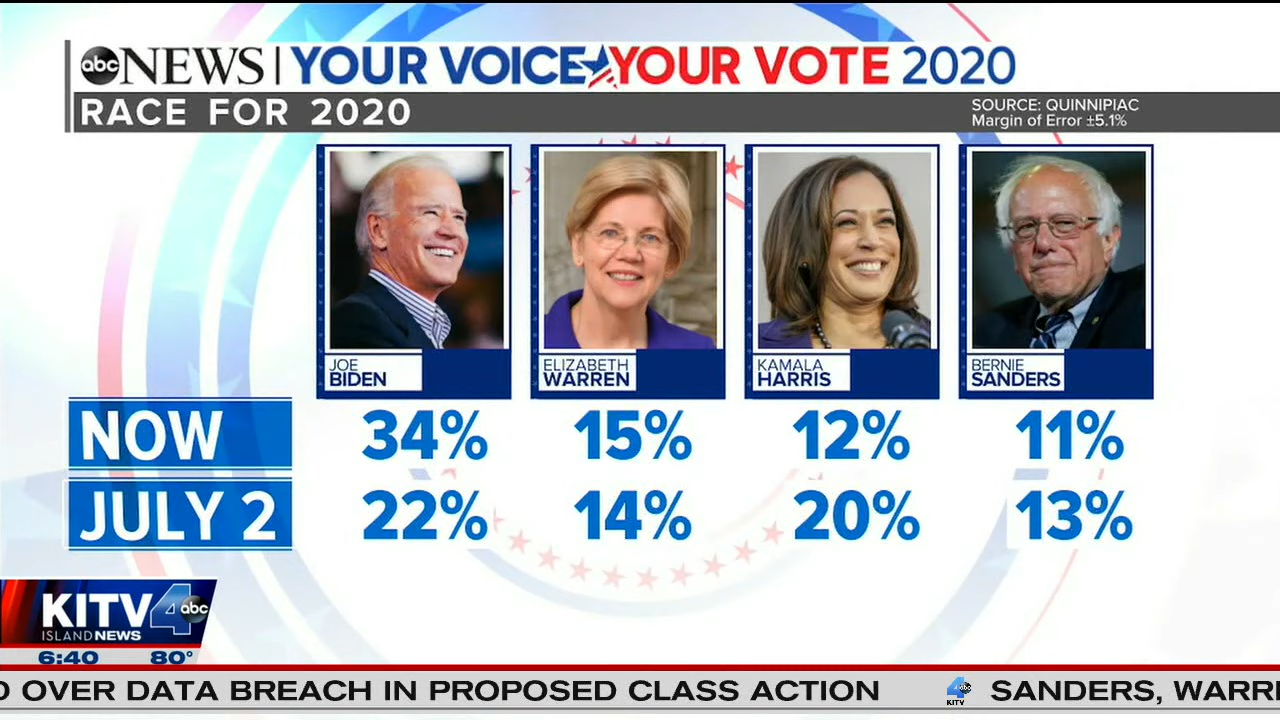 abc NEWS | YOUR VOICE YOUR VOTE 2020
RACE FOR 2020
SOURCE: QUINNIPIAC
Margin of Error ±5.1%
JOE
BIDEN
ELIZABETH
WARREN
KAMALA
HARRIS
BERNIE
SANDERS
NOW 34% 15% 12% 11%
JULY 2 22% 14% 20% 13%
KITV 4 abc
ISLAND NEWS
6:40 80°
OVER DATA BREACH IN PROPOSED CLASS ACTION 4 abc KITV SANDERS,